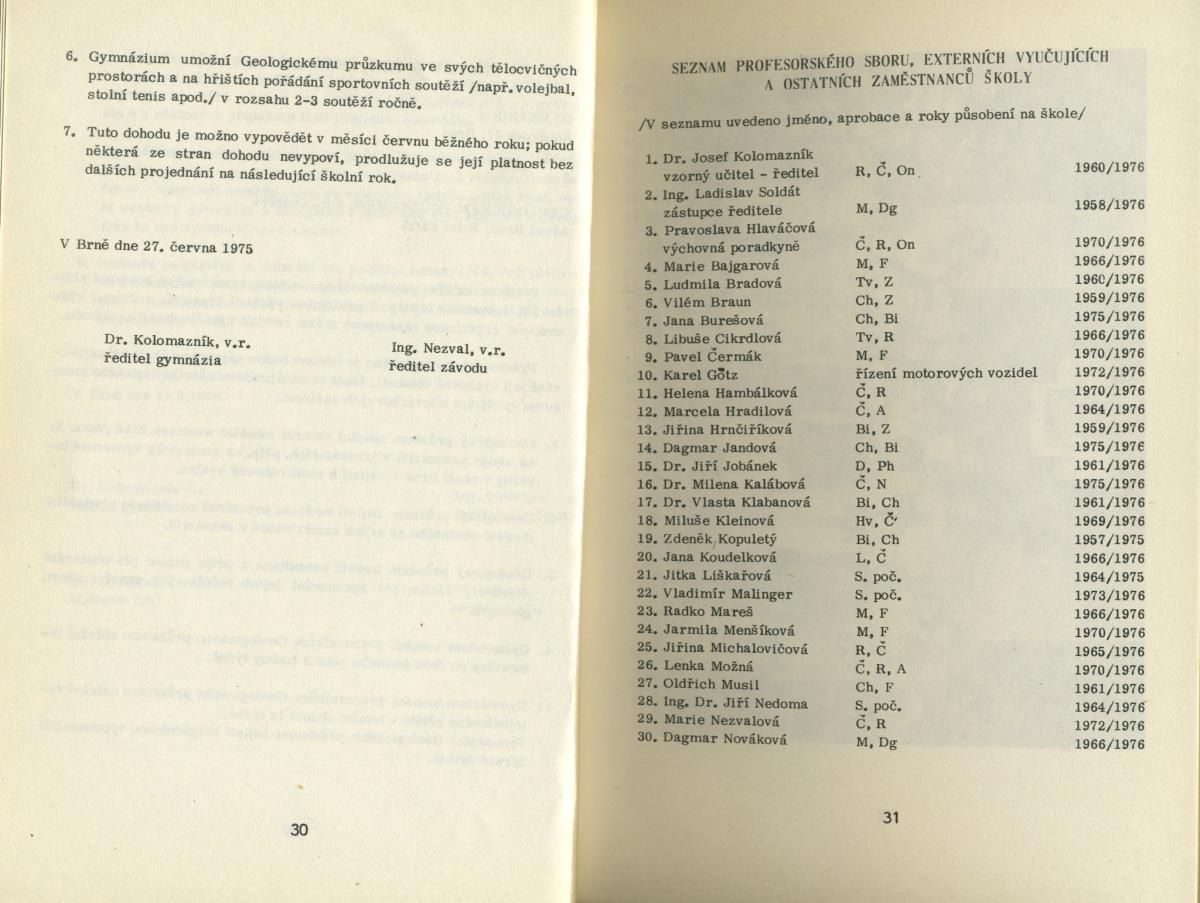 6. Gymnázium umožní Geologickému průzkumu ve svých tělocvičných
prostorách a na hřištích pořádání sportovních soutěží /např. volejbal,
stolní tenis apod./ v rozsahu 2-3 soutěží ročně.
7. Tuto dohodu je možno vypovědět v měsíci červnu běžného roku; pokud
některá ze stran dohodu nevypoví, prodlužuje se její platnost bez
dalších projednání na následující školní rok.
V Brně dne 27. června 1975
Dr. Kolomazník, v.r.
ředitel gymnázia
Ing. Nezval, v.r.
ředitel závodu
30
SEZNAM PROFESORSKÉHO SBORU, EXTERNÍCH VYUČUJÍCÍCH
A OSTATNÍCH ZAMĚSTNANCŮ ŠKOLY
/V seznamu uvedeno jméno, aprobace a roky působení na škole/
1. Dr. Josef Kolomazník
vzorný učitel - ředitel R, Č, On 1960/1976
2. Ing. Ladislav Soldát
zástupce ředitele M, Dg 1958/1976
3. Pravoslava Hlaváčová
výchovná poradkyně Č, R, On 1970/1976
4. Marie Bajgarová M, F 1966/1976
5. Ludmila Bradová Tv, Z 1960/1976
6. Vilém Braun Ch, Z 1959/1976
7. Jana Burešová Ch, Bi 1975/1976
8. Libuše Cikrdlová Tv, R 1966/1976
9. Pavel Čermák M, F 1970/1976
10. Karel Götz řízení motorových vozidel 1972/1976
11. Helena Hambálková Č, R 1970/1976
12. Marcela Hradilová Č, A 1964/1976
13. Jiřina Hrnčiříková Bi, Z 1959/1976
14. Dagmar Jandová Ch, Bi 1975/1976
15. Dr. Jiří Jobánek D, Ph 1961/1976
16. Dr. Milena Kalábová Č, N 1975/1976
17. Dr. Vlasta Klabanová Bi, Ch 1961/1976
18. Miluše Kleinová Hv, Č 1969/1976
19. Zdeněk Kopuletý Bi, Ch 1957/1975
20. Jana Koudelková L, Č 1966/1976
21. Jitka Liškařová S. poč. 1964/1975
22. Vladimír Malinger S. poč. 1973/1976
23. Radko Mareš M, F 1966/1976
24. Jarmila Menšíková M, F 1970/1976
25. Jiřina Michalovičová R, Č 1965/1976
26. Lenka Možná Č, R, A 1970/1976
27. Oldřich Musil Ch, F 1961/1976
28. Ing. Dr. Jiří Nedoma S. poč. 1964/1976
29. Marie Nezvalová Č, R 1972/1976
30. Dagmar Nováková M, Dg 1966/1976
31